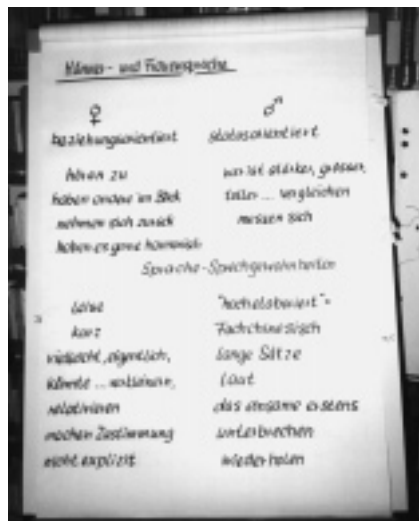 Männer- und Frauensprache
♀ ♂
beziehungsorientiert statusorientiert
hören zu wer ist stärker, grösser,
haben andere im Blick toller ... vergleichen
nehmen sich zurück messen sich
haben es gerne harmonisch
Sprache-Sprechgewohnheiten
leise "hochelaboriert"=
kurz Fachchinesisch
vielleicht, eigentlich, lange Sätze
könnte ... verkleinern, laut
relativieren das einsame erstens
machen Zustimmung unterbrechen
nicht explizit wiederholen